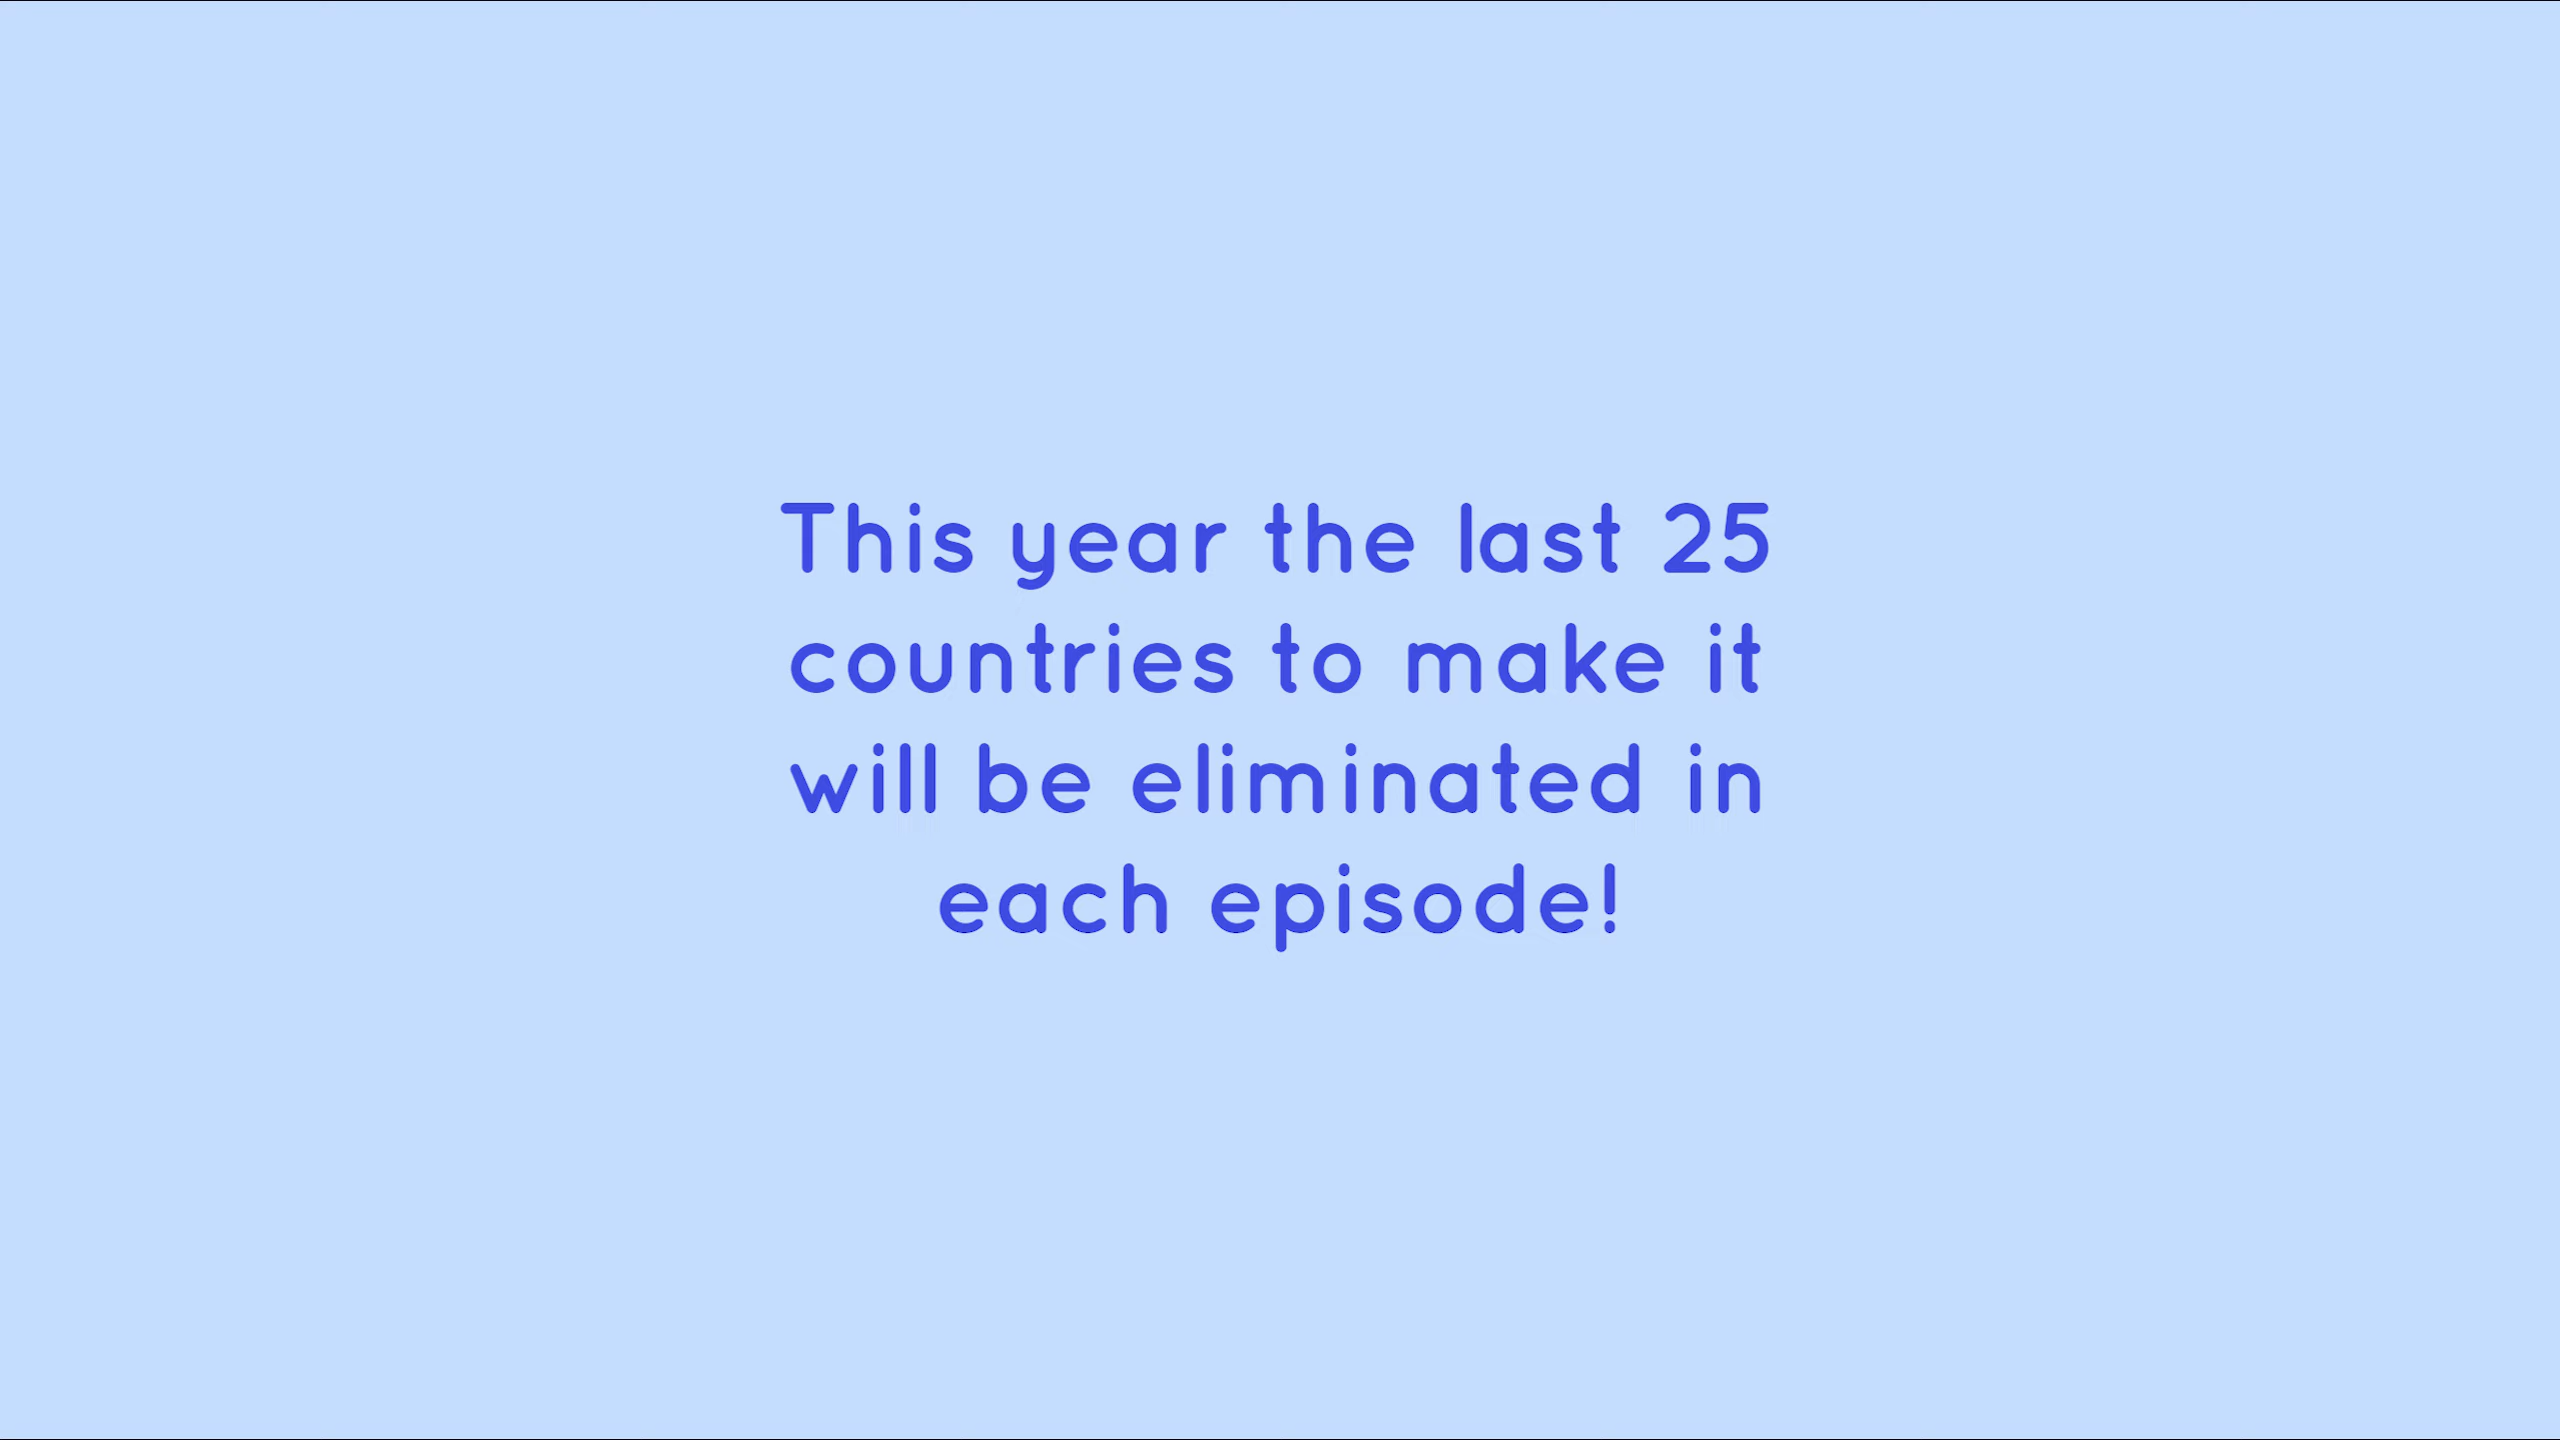 This year the last 25
countries to make it
will be eliminated in
each episode!